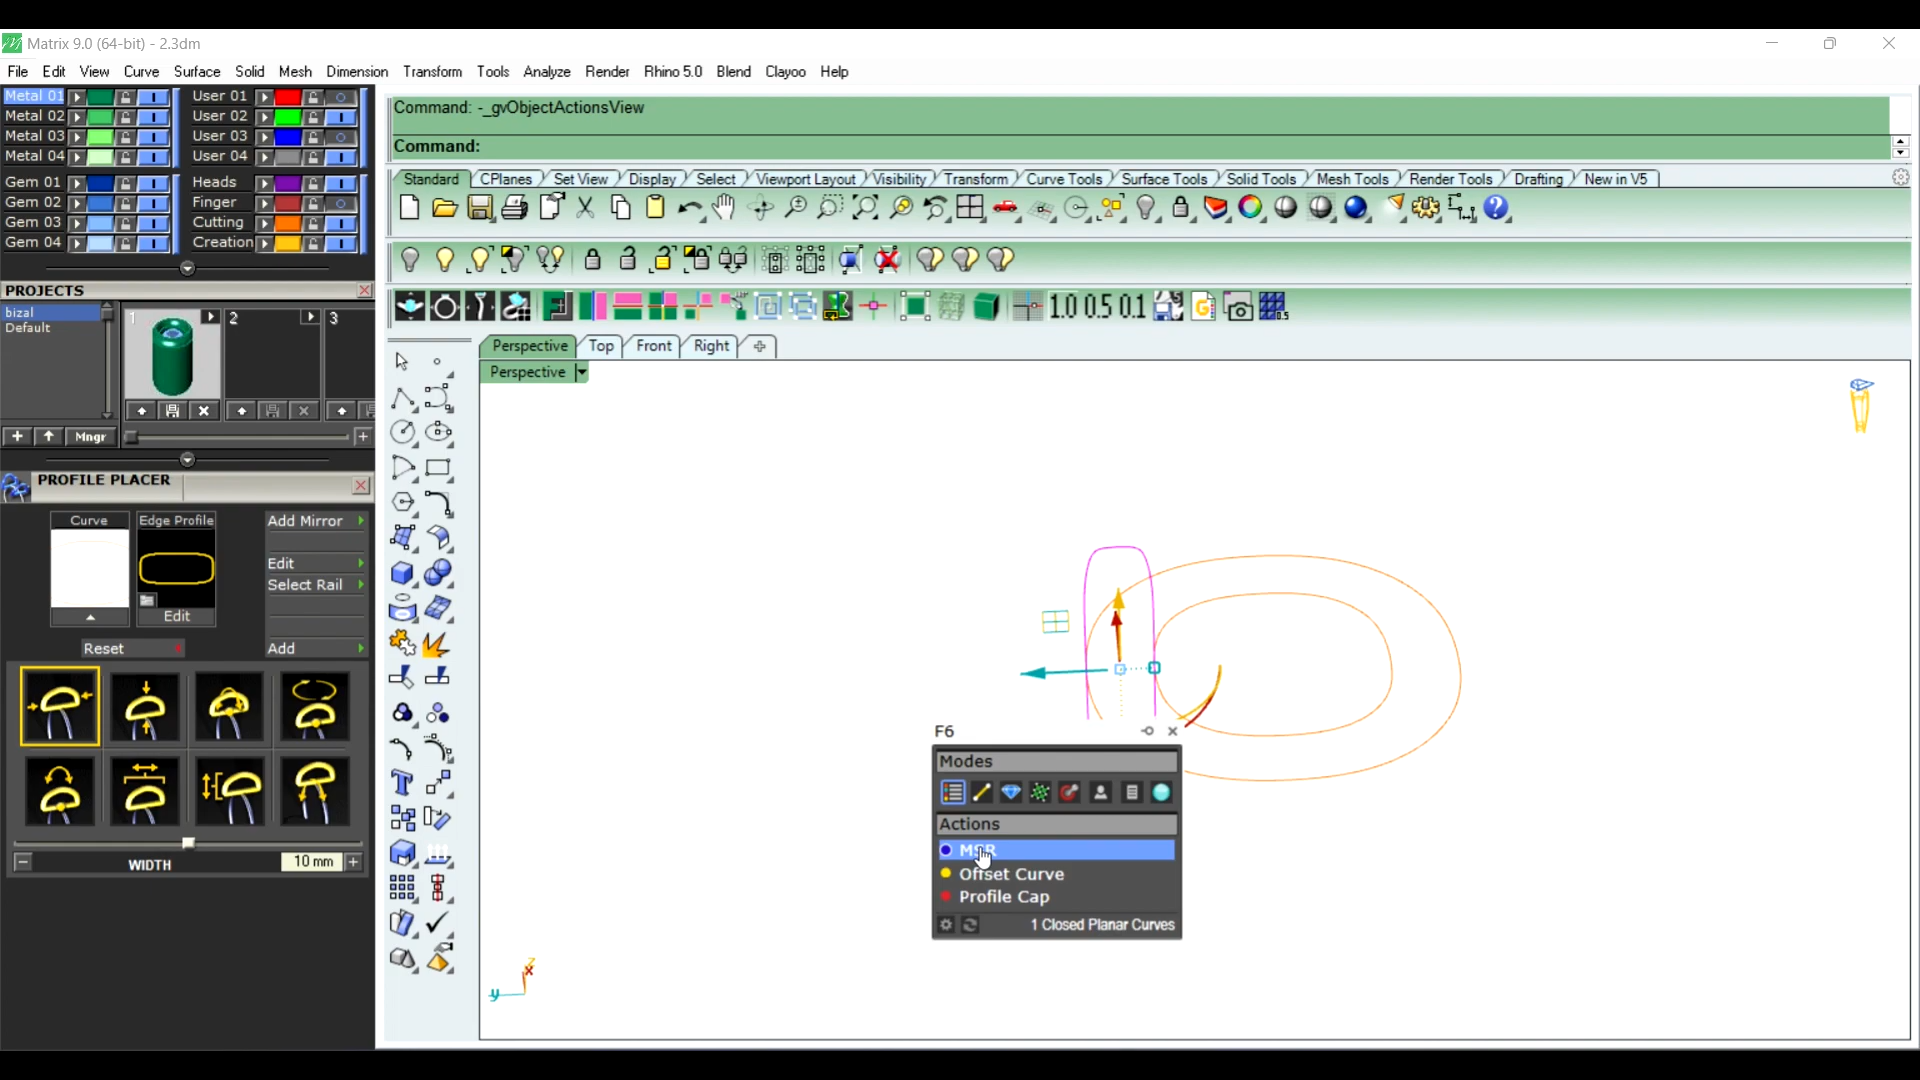 Matrix 9.0 (64-bit) - 2.3dm
File Edit View Curve Surface Solid Mesh Dimension Transform Tools Analyze Render Rhino 5.0 Blend Clayoo Help
Metal 01 User 01
Metal 02 User 02
Metal 03 User 03
Metal 04 User 04
Gem 01 Heads
Gem 02 Finger
Gem 03 Cutting
Gem 04 Creation
Command: -_gvObjectActionsView
Command:
Standard CPlanes Set View Display Select Viewport Layout Visibility Transform Curve Tools Surface Tools Solid Tools Mesh Tools Render Tools Drafting New in V5
1.0 0.5 0.1
0.5
PROJECTS
bizal
Default
1 2 3
Mngr
Perspective Top Front Right
Perspective
PROFILE PLACER
Curve Edge Profile
Edit
Add Mirror
Edit
Select Rail
Add
Reset
WIDTH 10 mm
F6
Modes
Actions
MSR
Offset Curve
Profile Cap
1 Closed Planar Curves
z
x
y